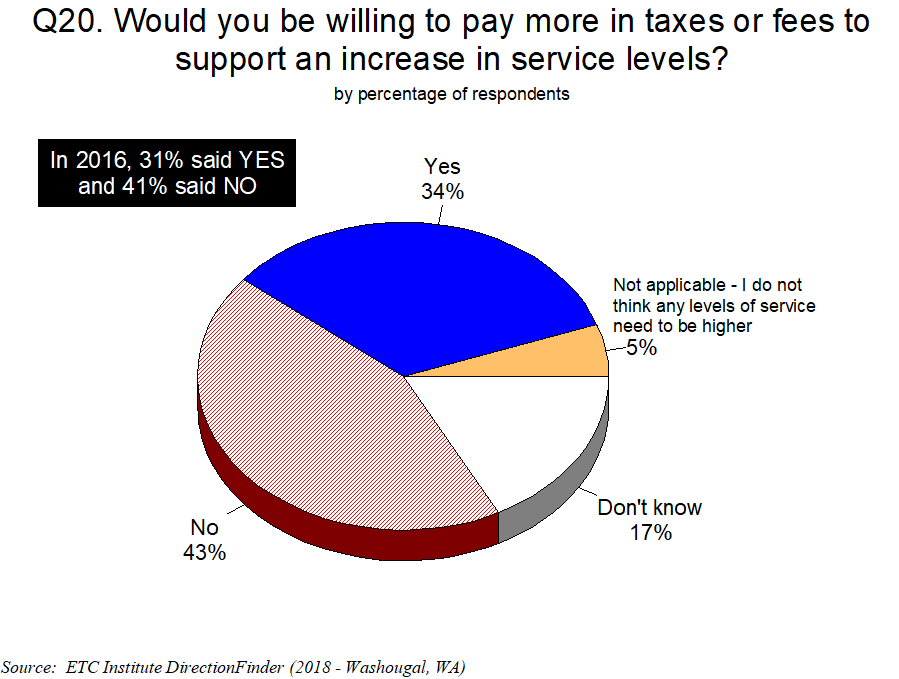 Q20. Would you be willing to pay more in taxes or fees to
support an increase in service levels?
by percentage of respondents
In 2016, 31% said YES
and 41% said NO
Yes
34%
Not applicable - I do not
think any levels of service
need to be higher
5%
Don't know
17%
No
43%
Source: ETC Institute DirectionFinder (2018 - Washougal, WA)